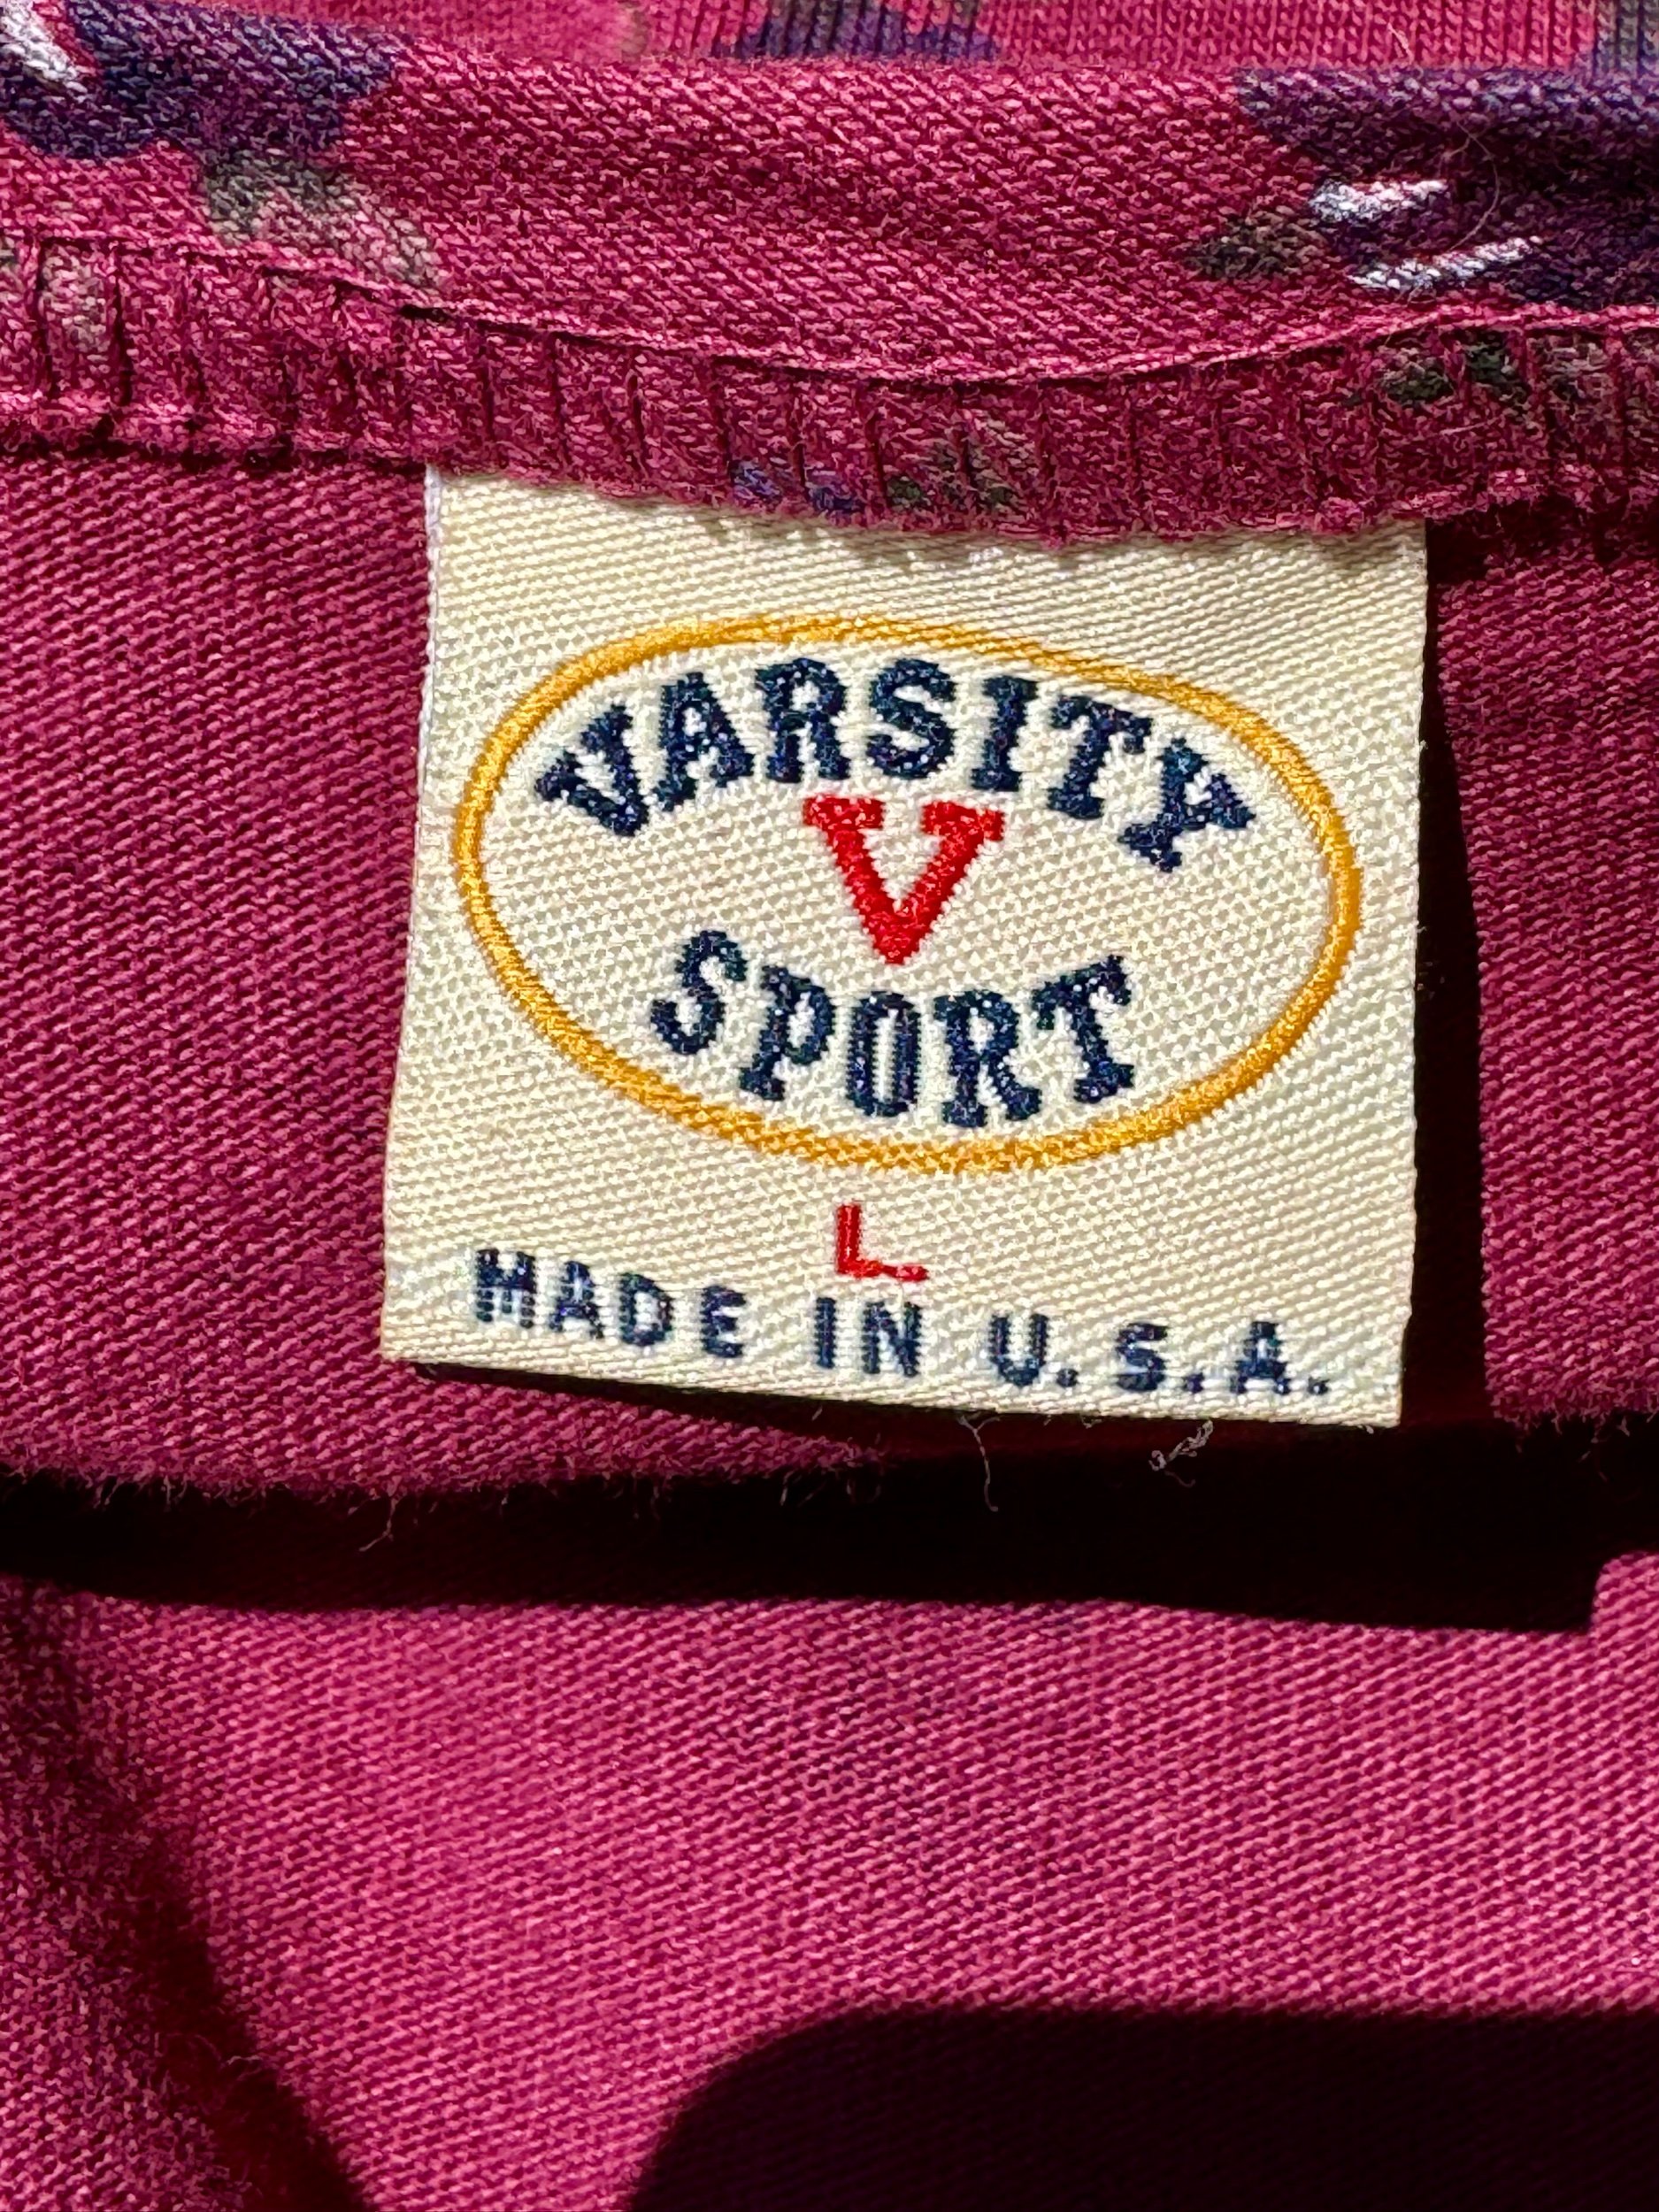 VARSITY
V
SPORT
L
MADE IN U.S.A.